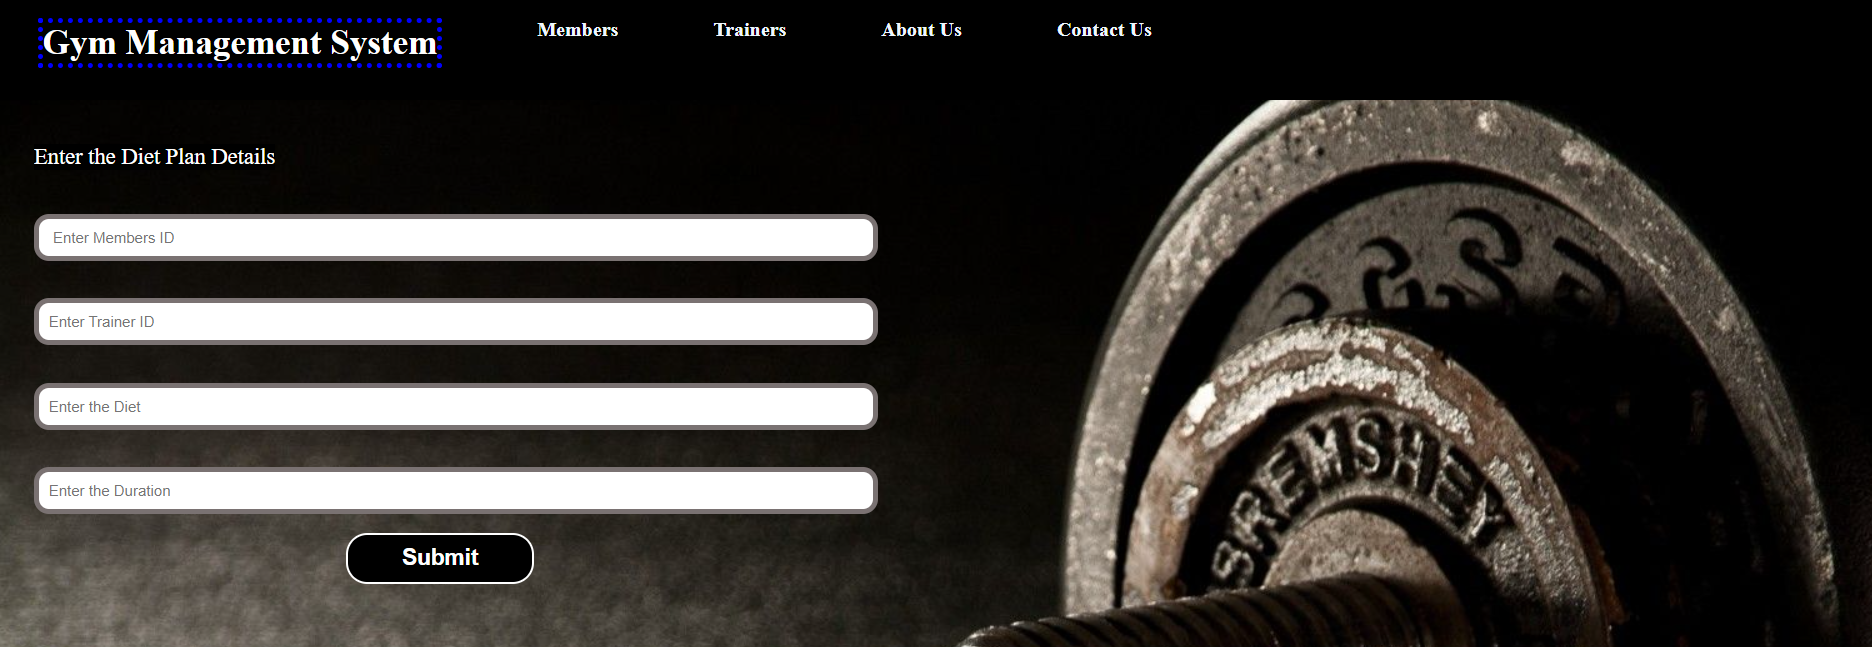 Gym Management System
Members
Trainers
About Us
Contact Us
Enter the Diet Plan Details
Enter Members ID
Enter Trainer ID
Enter the Diet
Enter the Duration
BREMSHEY
Submit